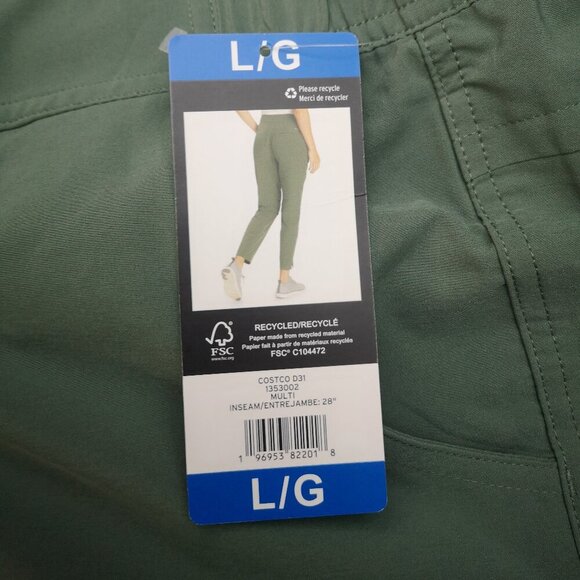 L/G
Please recycle
Merci de recycler
RECYCLED/RECYCLÉ
Paper made from recycled material
Papier fait à partir de matériaux recyclés
FSC® C104472
FSC
www.fsc.org
COSTCO D31
1353002
MULTI
INSEAM/ENTREJAMBE: 28"
1 96953 82201 8
L/G